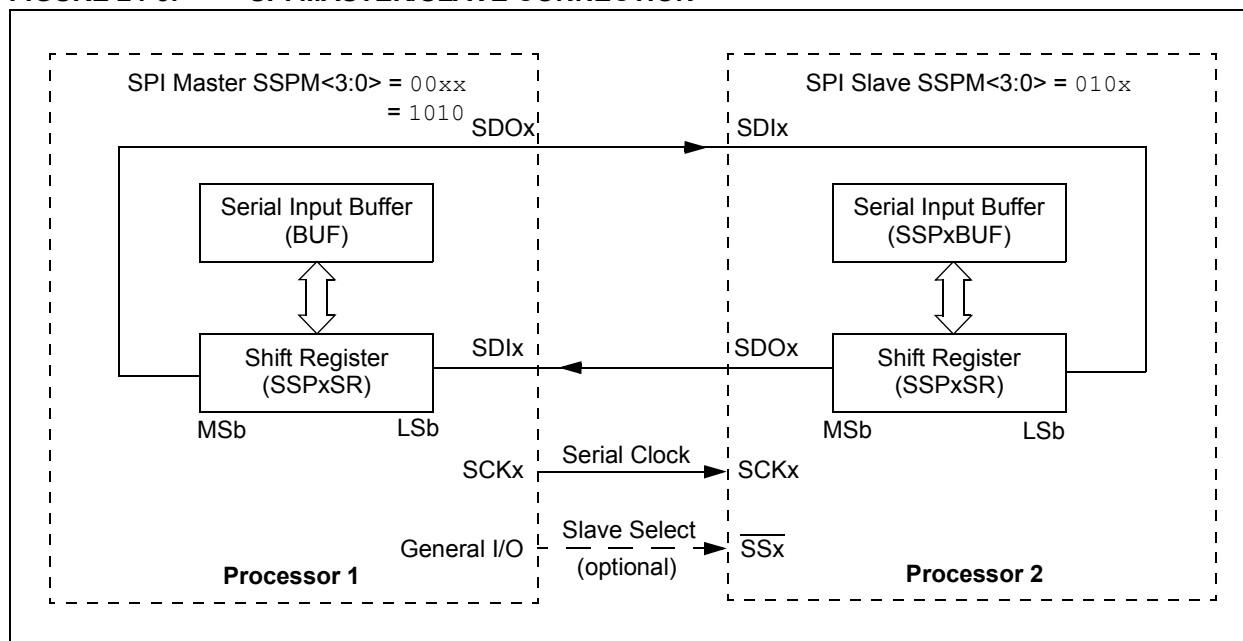 SPI Master SSPM<3:0> = 00xx
= 1010
SPI Slave SSPM<3:0> = 010x
SDOx
SDIx
Serial Input Buffer
(BUF)
Serial Input Buffer
(SSPxBUF)
Shift Register
(SSPxSR)
SDIx
SDOx
Shift Register
(SSPxSR)
MSb
LSb
MSb
LSb
SCKx
Serial Clock
SCKx
General I/O
Slave Select
(optional)
SSx
Processor 1
Processor 2